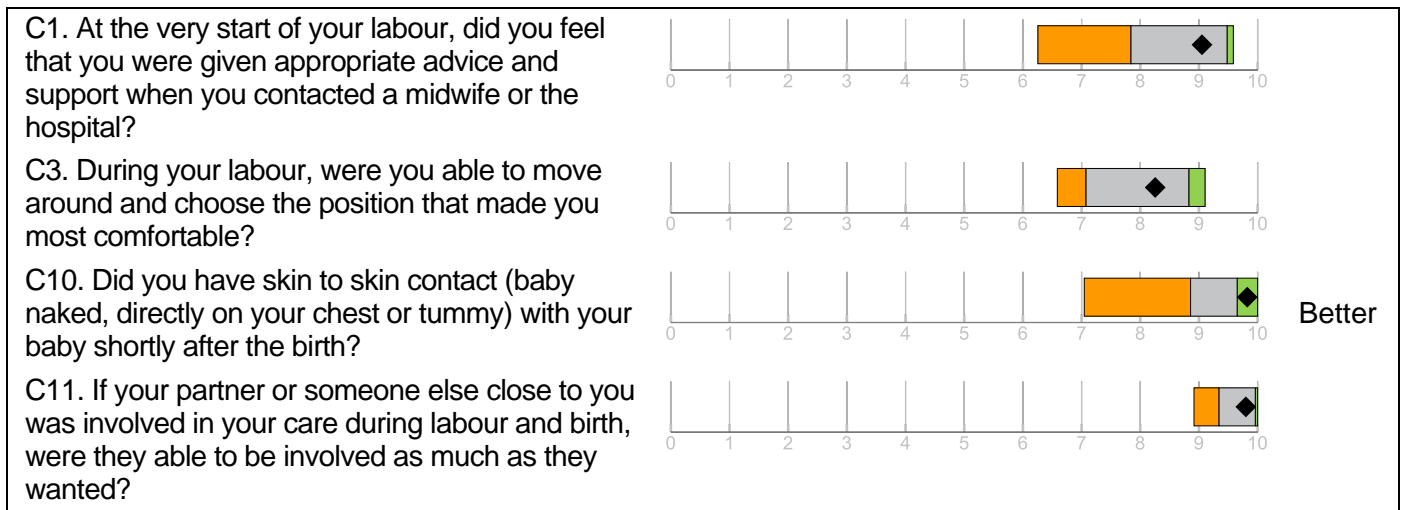 C1. At the very start of your labour, did you feel
that you were given appropriate advice and
support when you contacted a midwife or the
hospital?
0 1 2 3 4 5 6 7 8 9 10
C3. During your labour, were you able to move
around and choose the position that made you
most comfortable?
0 1 2 3 4 5 6 7 8 9 10
C10. Did you have skin to skin contact (baby
naked, directly on your chest or tummy) with your
baby shortly after the birth?
0 1 2 3 4 5 6 7 8 9 10
Better
C11. If your partner or someone else close to you
was involved in your care during labour and birth,
were they able to be involved as much as they
wanted?
0 1 2 3 4 5 6 7 8 9 10